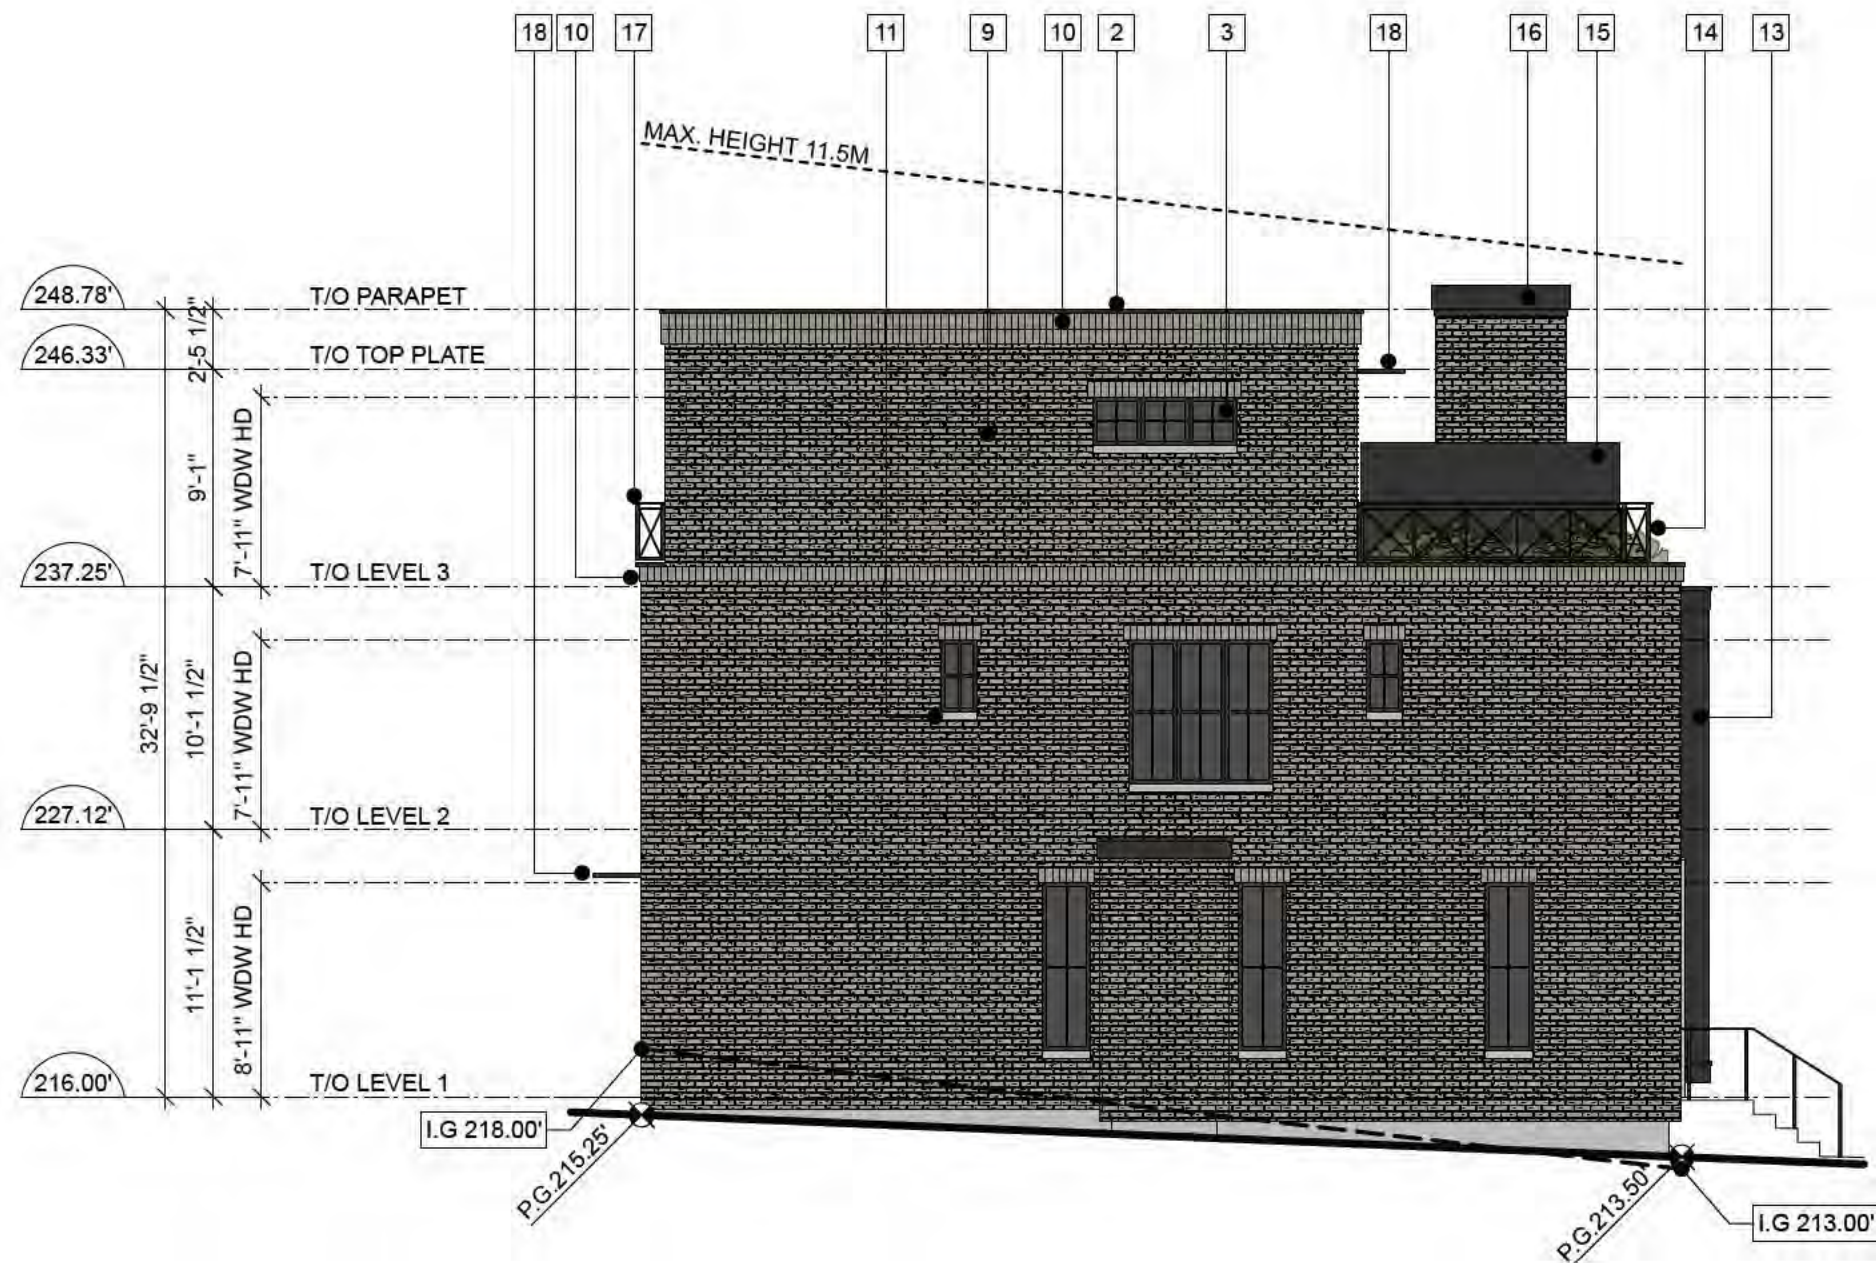 18 10 17 11 9 10 2 3 18 16 15 14 13
MAX. HEIGHT 11.5M
248.78'
T/O PARAPET
2'-5 1/2"
246.33'
T/O TOP PLATE
9'-1"
7'-11" WDW HD
237.25'
T/O LEVEL 3
32'-9 1/2"
10'-1 1/2"
7'-11" WDW HD
227.12'
T/O LEVEL 2
11'-1 1/2"
8'-11" WDW HD
216.00'
T/O LEVEL 1
I.G 218.00'
P.G.215.25'
P.G.213.50'
I.G 213.00'